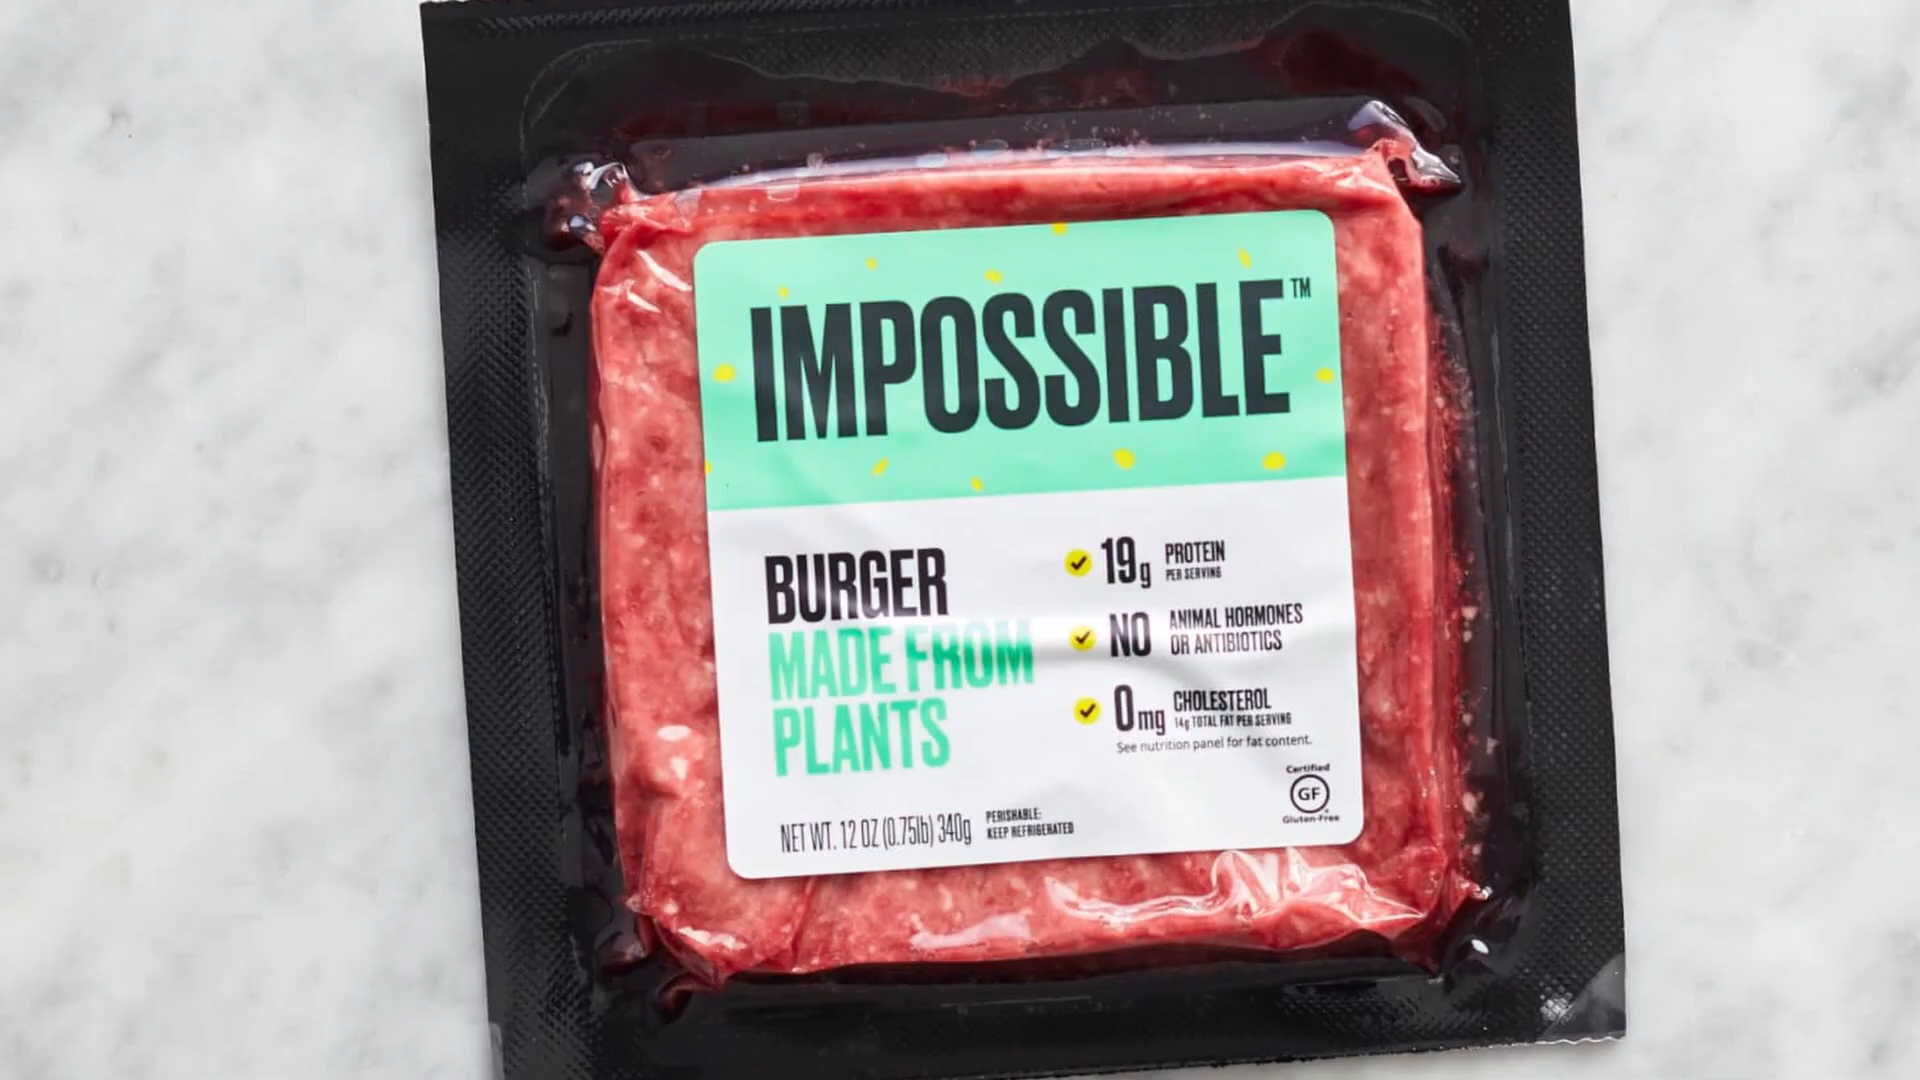 IMPOSSIBLE™
BURGER
MADE FROM
PLANTS
19g PROTEIN
PER SERVING
NO ANIMAL HORMONES
OR ANTIBIOTICS
0mg CHOLESTEROL
14g TOTAL FAT PER SERVING
See nutrition panel for fat content.
NET WT. 12 OZ (0.75lb) 340g
PERISHABLE:
KEEP REFRIGERATED
Certified
GF
Gluten-Free